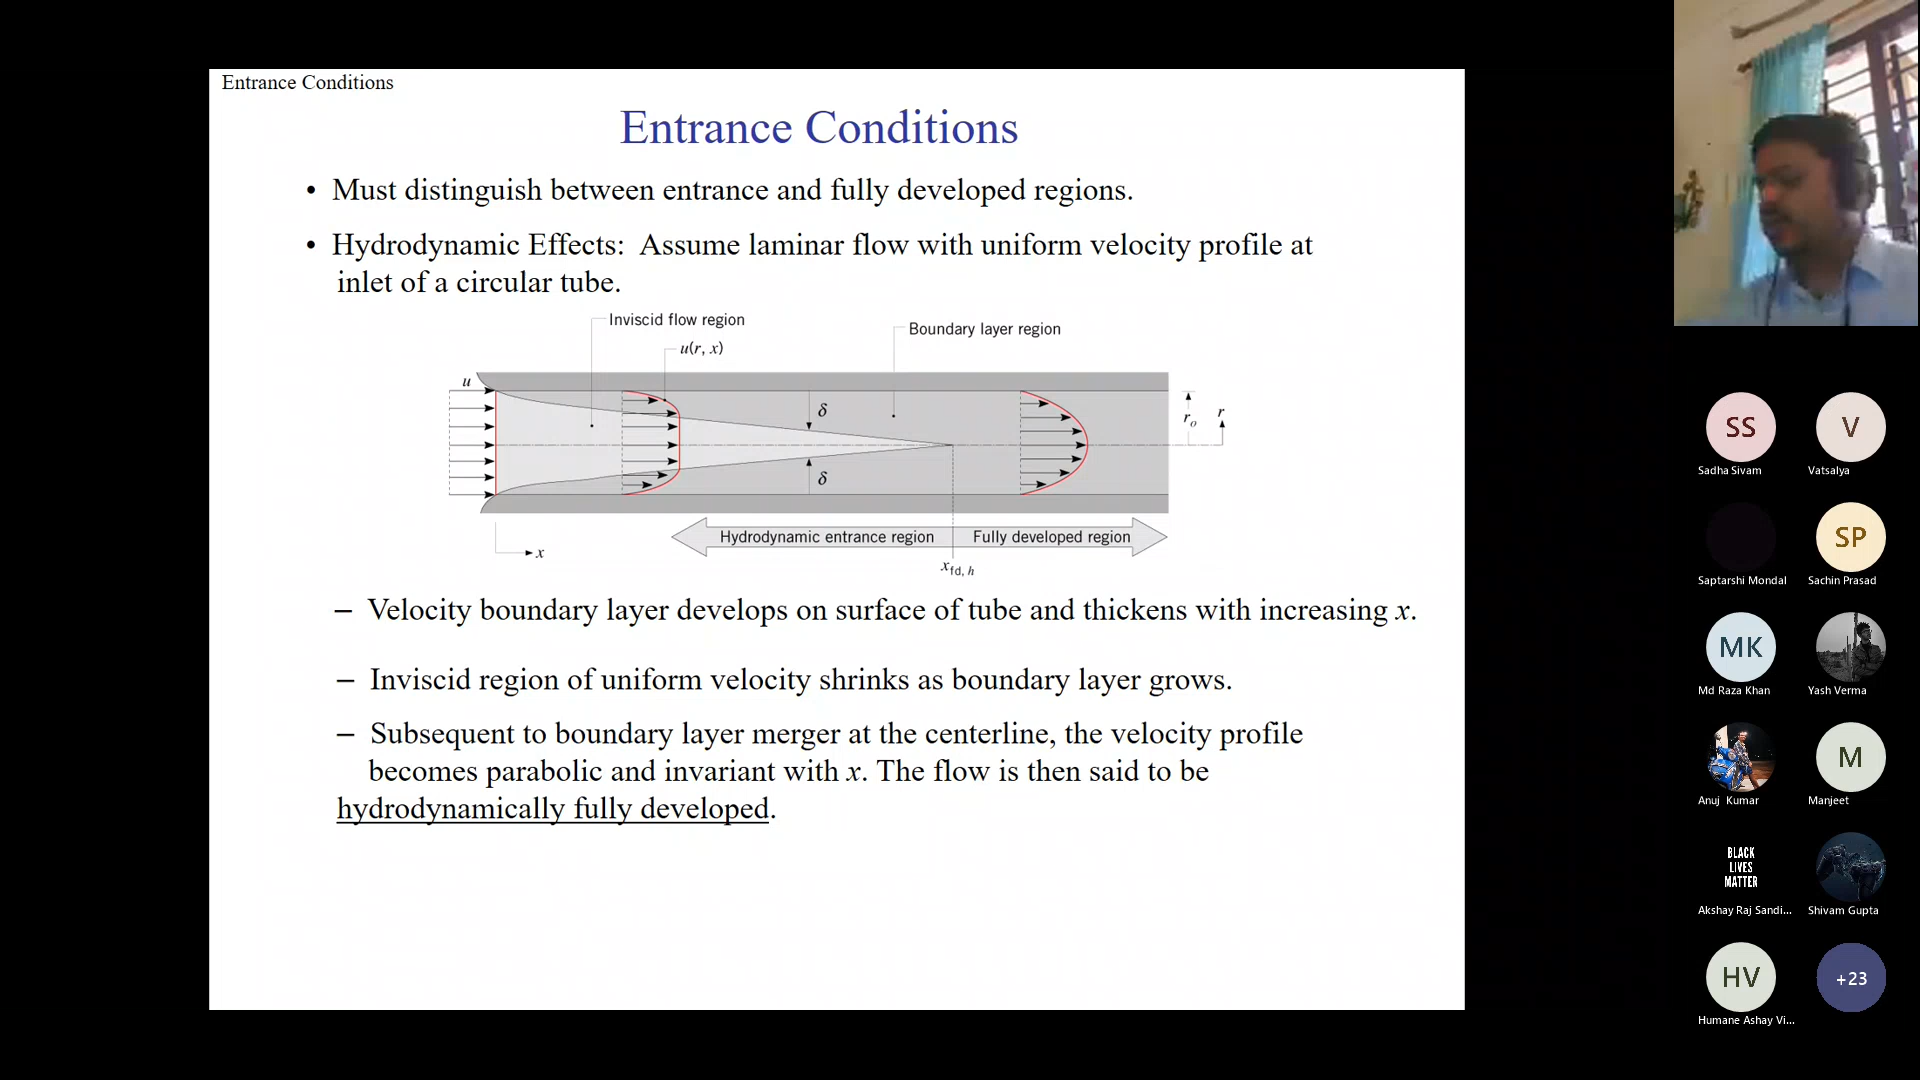 Entrance Conditions
Entrance Conditions
• Must distinguish between entrance and fully developed regions.
• Hydrodynamic Effects: Assume laminar flow with uniform velocity profile at
inlet of a circular tube.
Inviscid flow region
Boundary layer region
u(r, x)
u
δ
r_o
r
δ
Hydrodynamic entrance region
Fully developed region
x
x_fd, h
– Velocity boundary layer develops on surface of tube and thickens with increasing x.
– Inviscid region of uniform velocity shrinks as boundary layer grows.
– Subsequent to boundary layer merger at the centerline, the velocity profile
becomes parabolic and invariant with x. The flow is then said to be
hydrodynamically fully developed.
SS
V
Sadha Sivam
Vatsalya
SP
Saptarshi Mondal
Sachin Prasad
MK
Md Raza Khan
Yash Verma
M
Anuj Kumar
Manjeet
BLACK
LIVES
MATTER
Akshay Raj Sandi...
Shivam Gupta
HV
+23
Humane Ashay Vi...